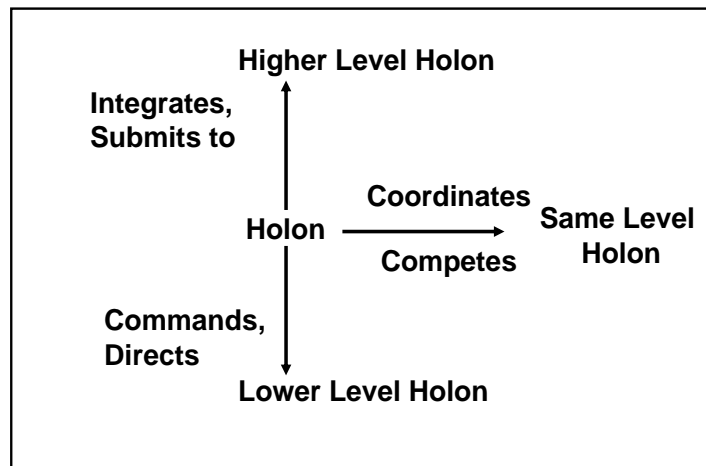 Higher Level Holon
Integrates,
Submits to
Coordinates
Holon
Same Level
Holon
Competes
Commands,
Directs
Lower Level Holon